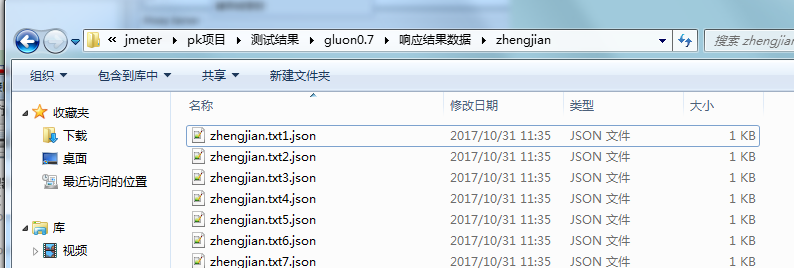 « jmeter ▸ pk项目 ▸ 测试结果 ▸ gluon0.7 ▸ 响应结果数据 ▸ zhengjian
搜索 zhengjian
组织 包含到库中 共享 新建文件夹
收藏夹
下载
桌面
最近访问的位置
库
视频
名称 修改日期 类型 大小
zhengjian.txt1.json 2017/10/31 11:35 JSON 文件 1 KB
zhengjian.txt2.json 2017/10/31 11:35 JSON 文件 1 KB
zhengjian.txt3.json 2017/10/31 11:35 JSON 文件 1 KB
zhengjian.txt4.json 2017/10/31 11:35 JSON 文件 1 KB
zhengjian.txt5.json 2017/10/31 11:35 JSON 文件 1 KB
zhengjian.txt6.json 2017/10/31 11:35 JSON 文件 1 KB
zhengjian.txt7.json 2017/10/31 11:35 JSON 文件 1 KB